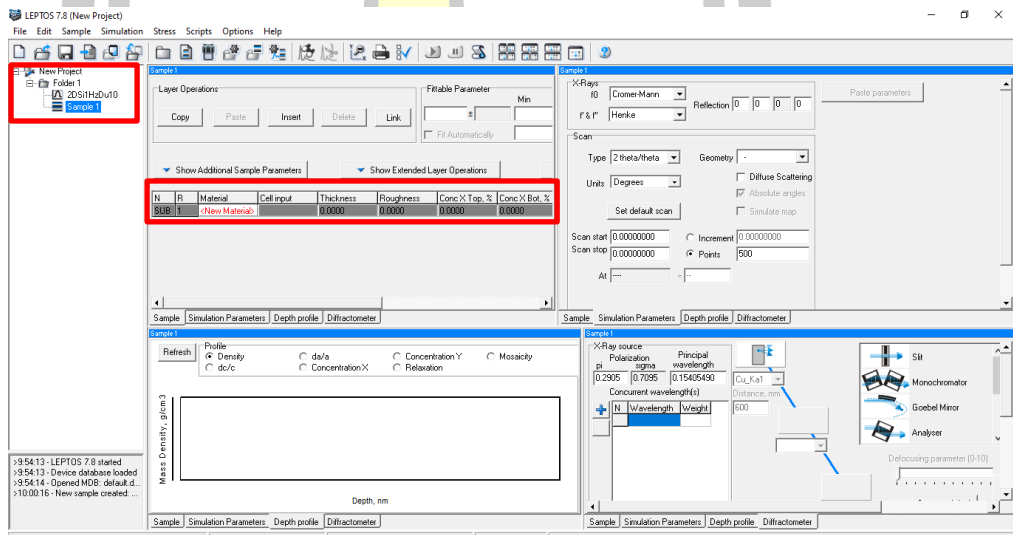 LEPTOS 7.8 (New Project)
File Edit Sample Simulation Stress Scripts Options Help
New Project
Folder 1
2DSi1HzDu10
Sample 1
>9:54:13 - LEPTOS 7.8 started
>9:54:13 - Device database loaded
>9:54:14 - Opened MDB: default.d...
>10:00:16 - New sample created: ...
Sample 1
Layer Operations
Copy Paste Insert Delete Link
Fittable Parameter
Min
±
Fit Automatically
Show Additional Sample Parameters Show Extended Layer Operations
N R Material Cell input Thickness Roughness Conc X Top, % Conc X Bot, %
SUB 1 <New Material> 0.0000 0.0000 0.0000 0.0000
Sample Simulation Parameters Depth profile Diffractometer
Sample 1
X-Rays
f0 Cromer-Mann Reflection 0 0 0 0
f' & f'' Henke
Paste parameters
Scan
Type 2 theta/theta Geometry -
Units Degrees Diffuse Scattering
Absolute angles
Set default scan Simulate map
Scan start 0.00000000 Increment 0.00000000
Scan stop 0.00000000 Points 500
At ---- = --
Sample Simulation Parameters Depth profile Diffractometer
Sample 1
Refresh
Profile
Density da/a Concentration Y Mosaicity
dc/c Concentration X Relaxation
Mass Density, g/cm3
Depth, nm
Sample Simulation Parameters Depth profile Diffractometer
Sample 1
X-Ray source
Polarization Principal
pi sigma wavelength
0.2905 0.7095 0.15405490 Cu_Ka1
Concurrent wavelength(s) Distance, mm
N Wavelength Weight 600
Slit
Monochromator
Goebel Mirror
Analyser
Defocusing parameter (0-10)
Sample Simulation Parameters Depth profile Diffractometer